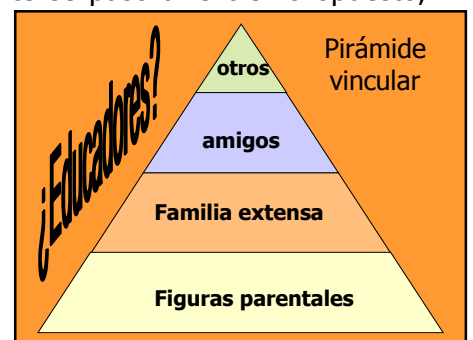 Pirámide
vincular
¿Educadores?
otros
amigos
Familia extensa
Figuras parentales